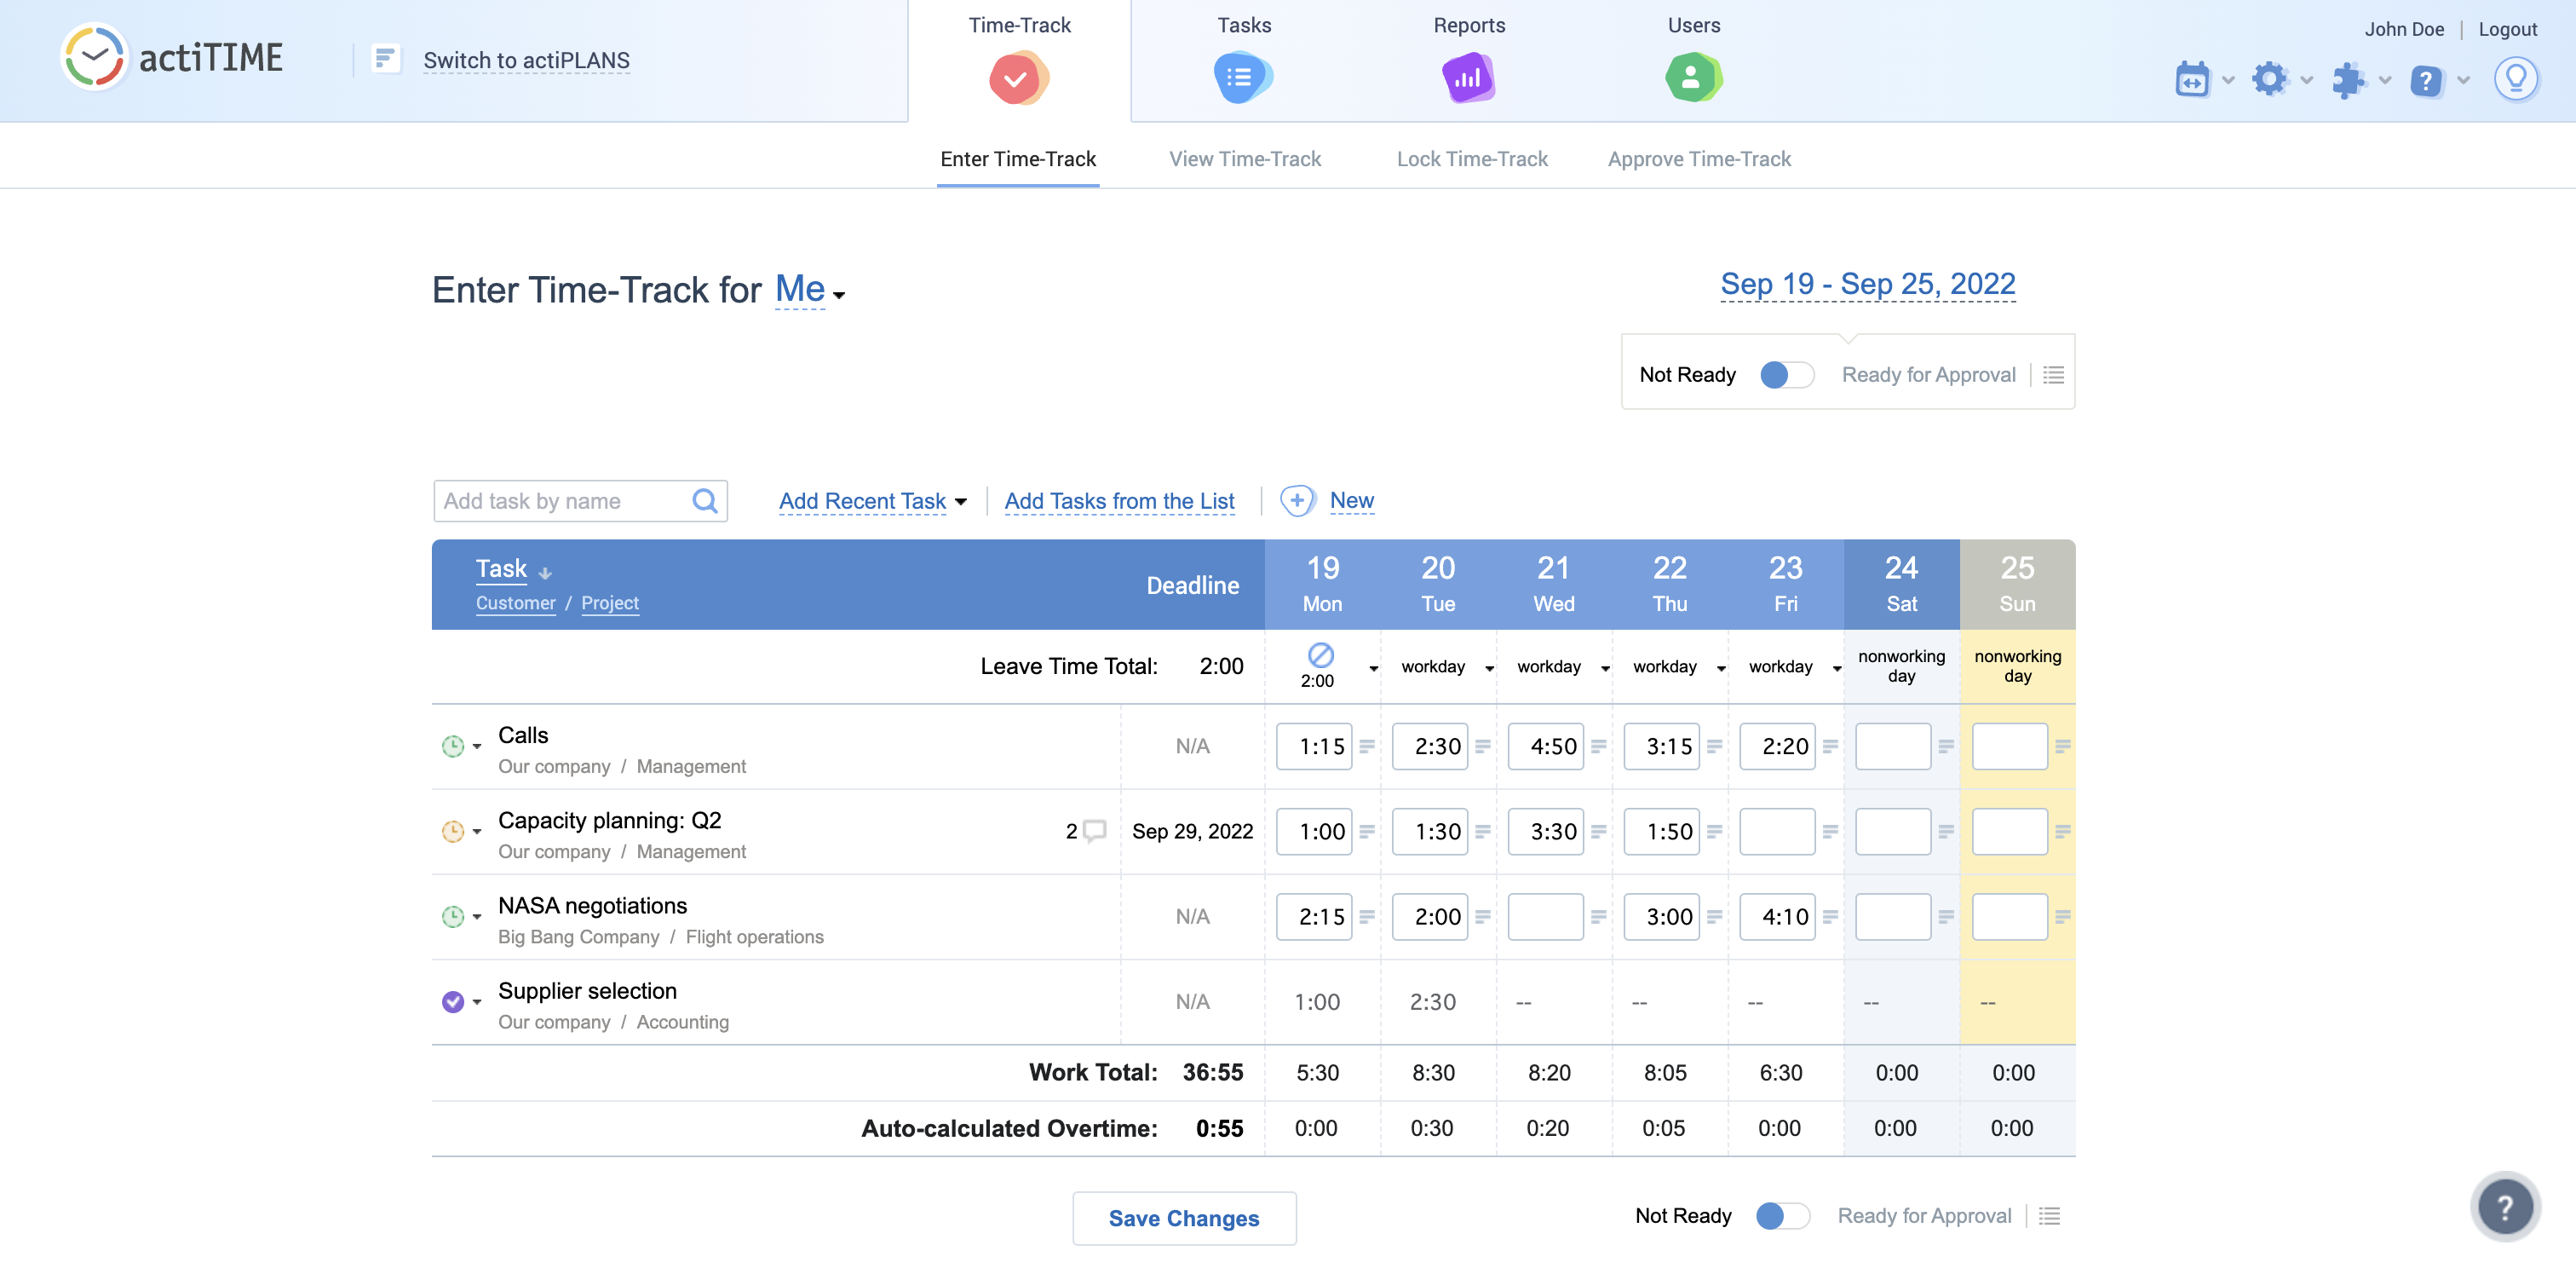 actiTIME
Switch to actiPLANS
Time-Track
Tasks
Reports
Users
John Doe
Logout
Enter Time-Track
View Time-Track
Lock Time-Track
Approve Time-Track
Enter Time-Track for Me
Sep 19 - Sep 25, 2022
Not Ready
Ready for Approval
Add task by name
Add Recent Task
Add Tasks from the List
New
Task
Customer / Project
Deadline
19 Mon
20 Tue
21 Wed
22 Thu
23 Fri
24 Sat
25 Sun
Leave Time Total: 2:00
2:00
workday
workday
workday
workday
nonworking day
nonworking day
Calls
Our company / Management
N/A 1:15 2:30 4:50 3:15 2:20
Capacity planning: Q2
Our company / Management
2 Sep 29, 2022 1:00 1:30 3:30 1:50
NASA negotiations
Big Bang Company / Flight operations
N/A 2:15 2:00 3:00 4:10
Supplier selection
Our company / Accounting
N/A 1:00 2:30 -- -- -- -- --
Work Total: 36:55 5:30 8:30 8:20 8:05 6:30 0:00 0:00
Auto-calculated Overtime: 0:55 0:00 0:30 0:20 0:05 0:00 0:00 0:00
Save Changes
Not Ready
Ready for Approval
?